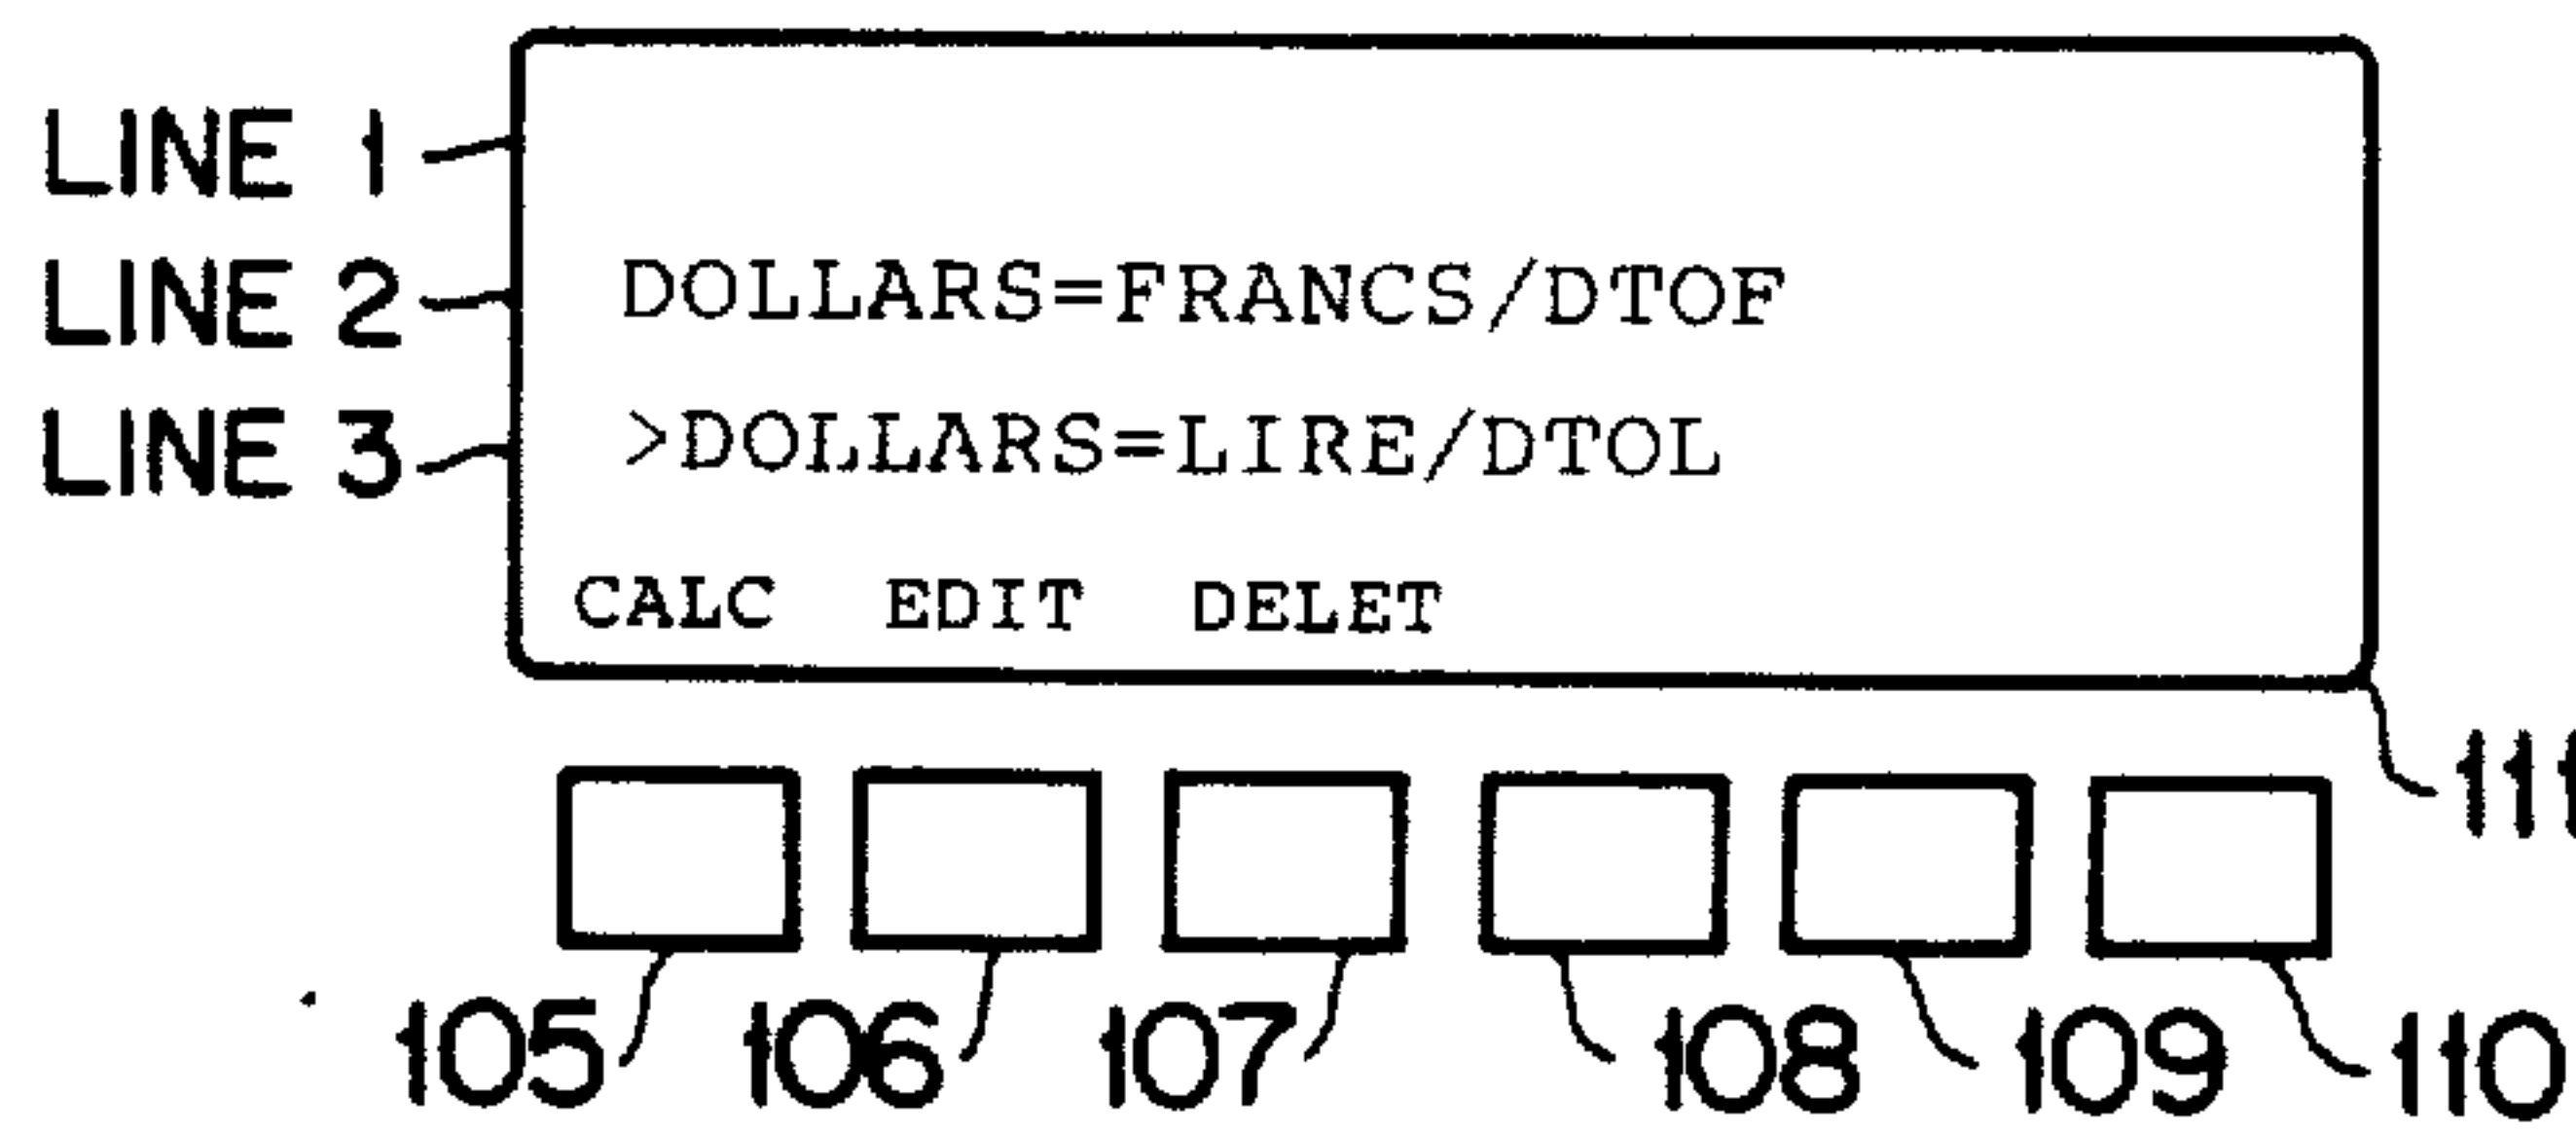 LINE 1
LINE 2 DOLLARS=FRANCS/DTOF
LINE 3 >DOLLARS=LIRE/DTOL
CALC EDIT DELET
111
105 106 107 108 109 110